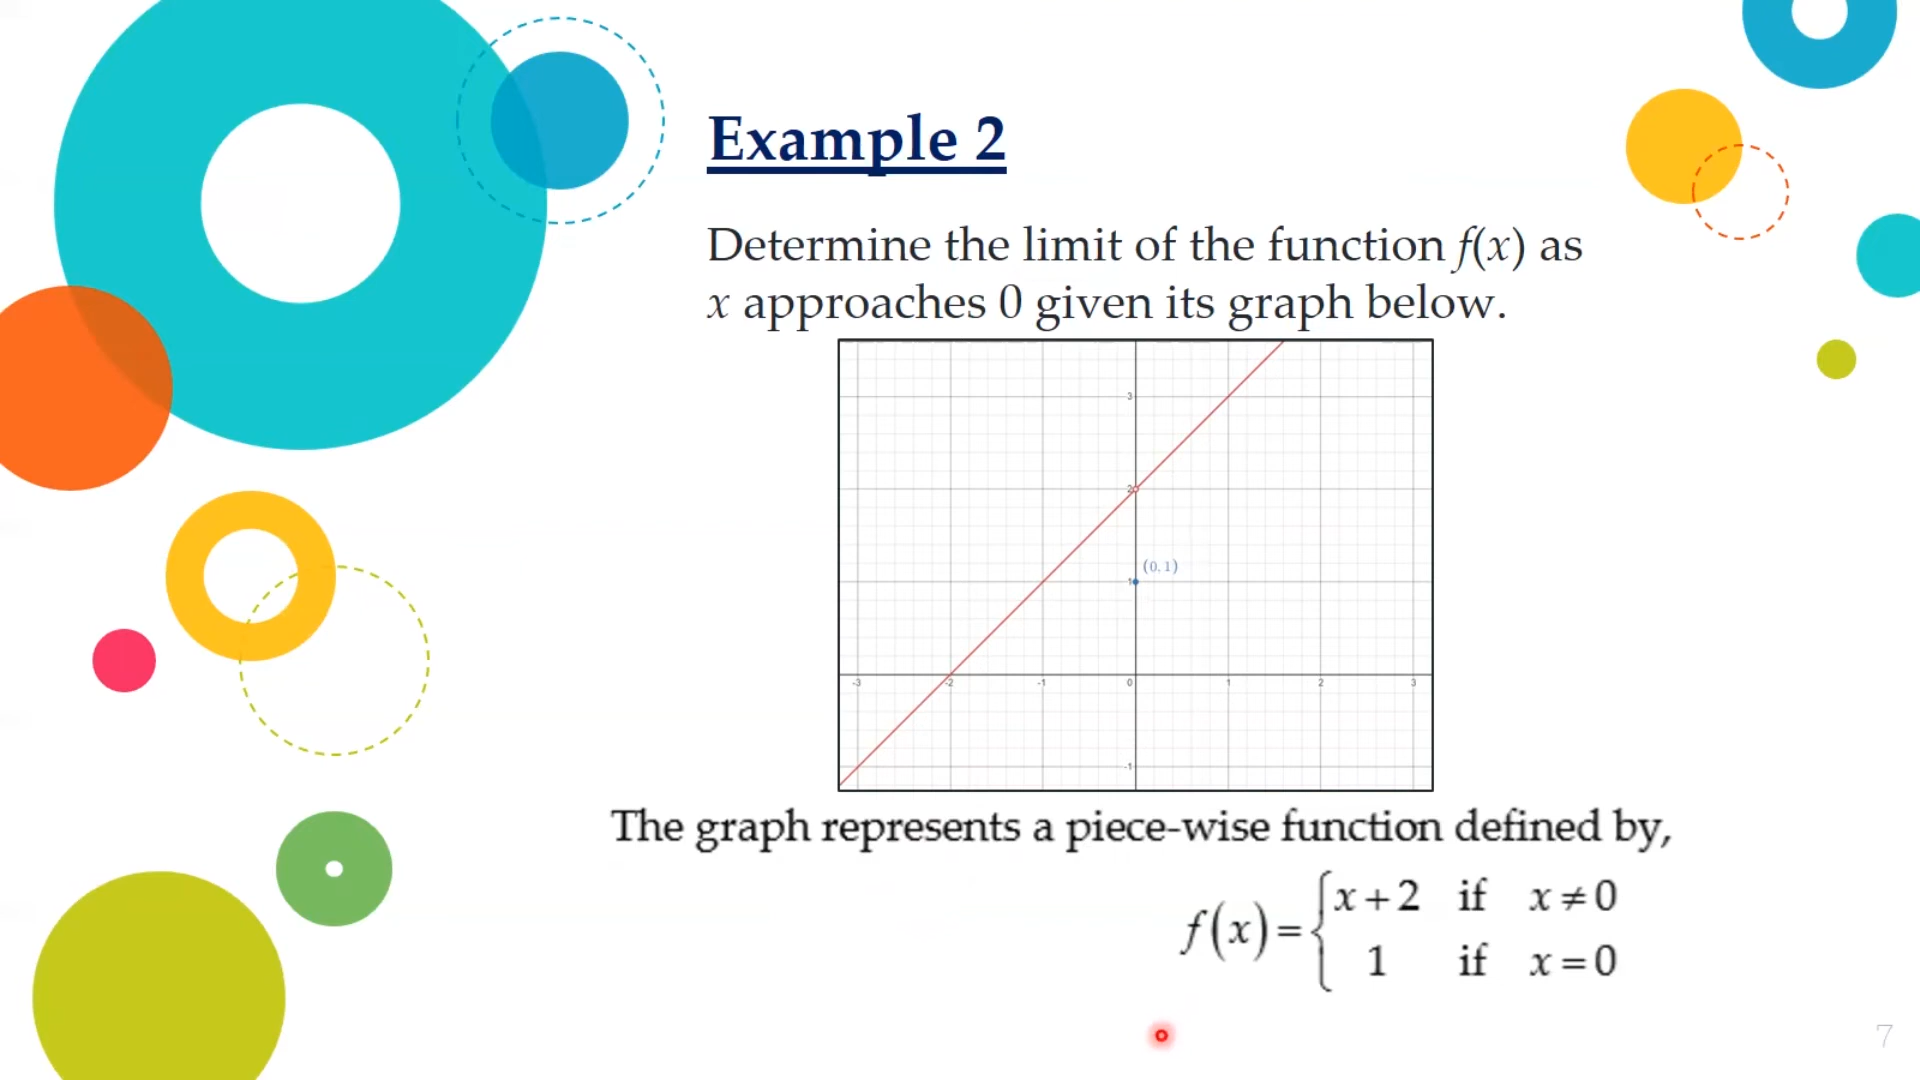 Example 2
Determine the limit of the function f(x) as
x approaches 0 given its graph below.
3
2
(0, 1)
1
-3 -2 -1 0 1 2 3
-1
The graph represents a piece-wise function defined by,
f(x) = { x + 2 if x ≠ 0
1 if x = 0
7